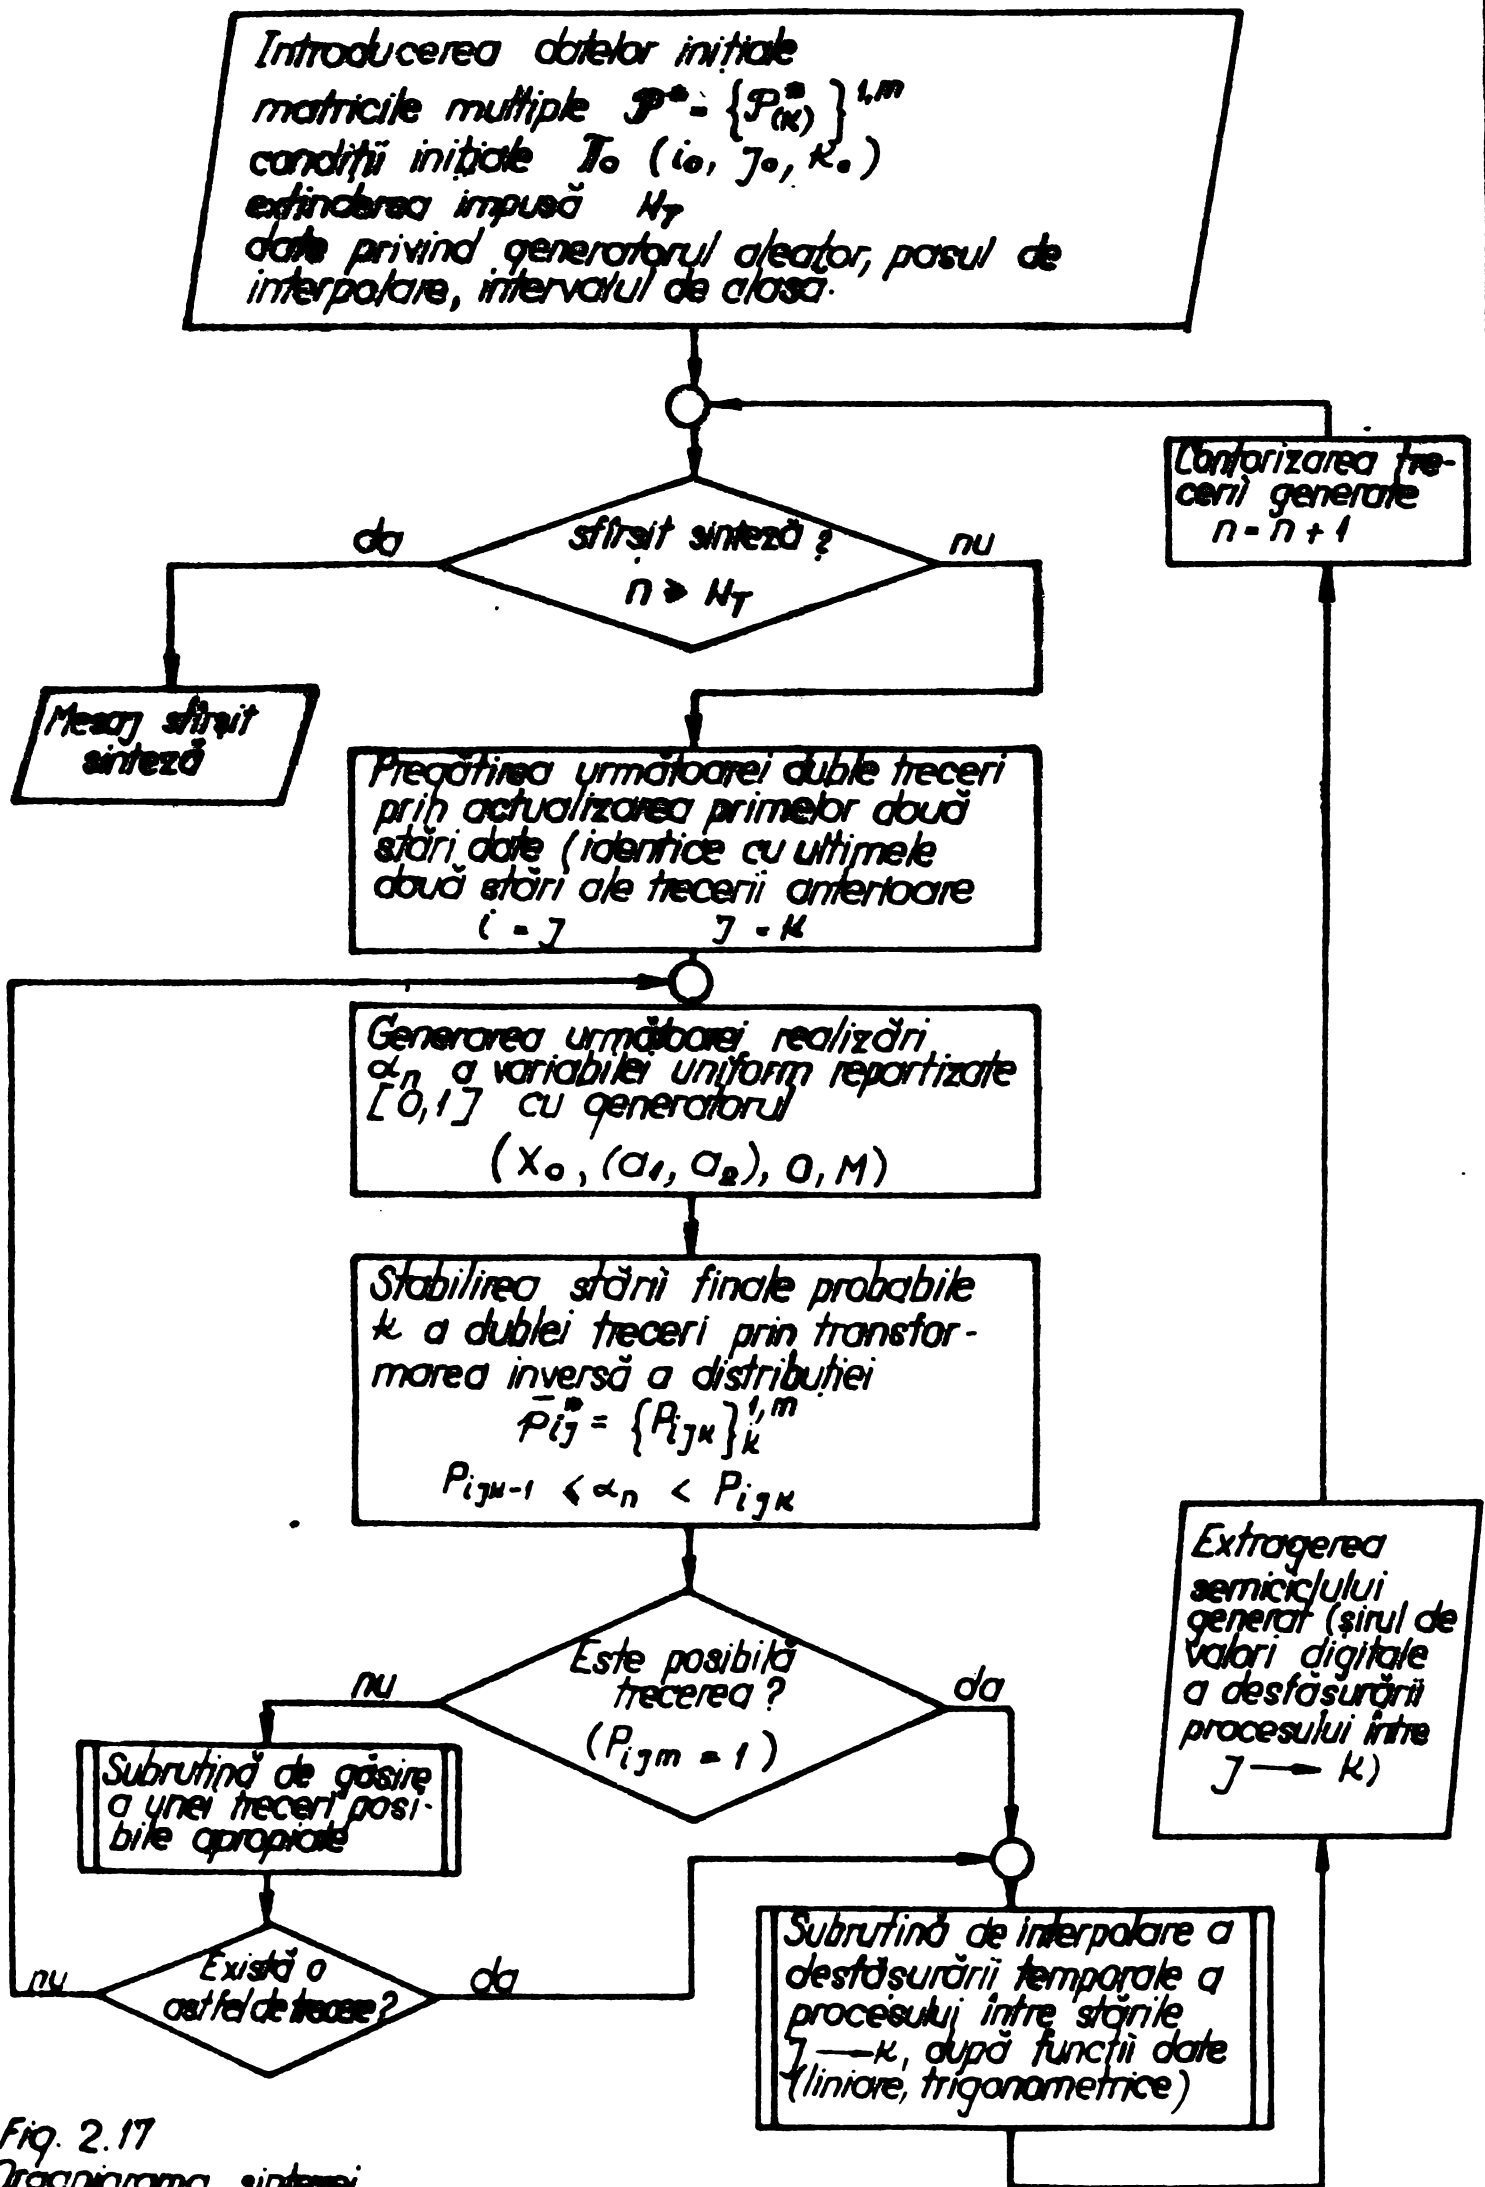 Introducerea datelor inițiale
matricile multiple 𝒫* = {𝒫*(k)}^1,m
condiții inițiale T₀ (i₀, j₀, k₀)
extinderea impusă N_T
date privind generatorul aleator, pasul de
interpolare, intervalul de clasă.
Contorizarea tre-
cerii generate
n = n + 1
sfîrșit sinteză ?
n ⩾ N_T
da
nu
Mesaj sfîrșit
sinteză
Pregătirea următoarei duble treceri
prin actualizarea primelor două
stări date (identice cu ultimele
două stări ale trecerii anterioare
i = j j = k
Generarea următoarei realizări
αₙ a variabilei uniform repartizate
[0,1] cu generatorul
(X₀, (a₁, a₂), 0, M)
Stabilirea stării finale probabile
k a dublei treceri prin transfor-
marea inversă a distribuției
P̄ij* = {Pijk}k^1,m
Pijk-1 ⩽ αₙ < Pijk
Este posibilă
trecerea ?
(Pijm = 1)
nu
da
Extragerea
semiciclului
generat (șirul de
valori digitale
a desfășurării
procesului între
j → k)
Subrutină de găsire
a unei treceri posi-
bile apropiate
Există o
astfel de trecere?
nu
da
Subrutină de interpolare a
desfășurării temporale a
procesului între stările
j → k, după funcții date
(liniare, trigonometrice)
Fig. 2.17
Organigrama sintezei